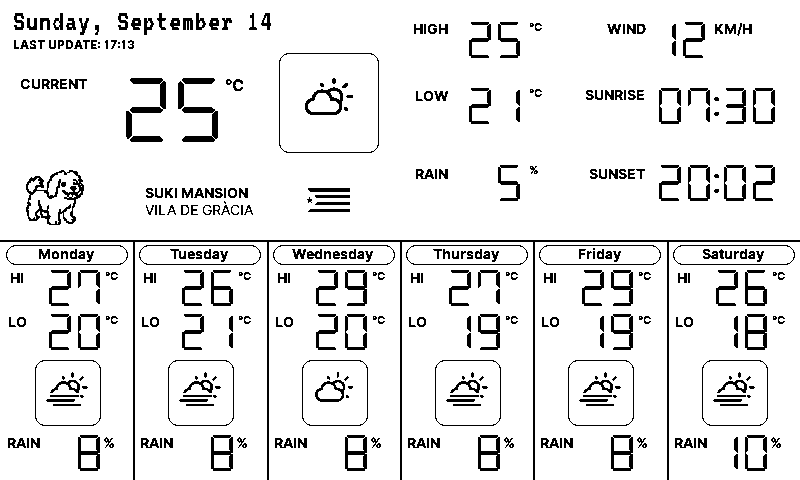 Sunday, September 14
LAST UPDATE: 17:13
CURRENT 25 °C
HIGH 25 °C
WIND 12 KM/H
LOW 21 °C
SUNRISE 07:30
RAIN 5 %
SUNSET 20:02
SUKI MANSION
VILA DE GRÀCIA
Monday
HI 27 °C
LO 20 °C
RAIN 8 %
Tuesday
HI 26 °C
LO 21 °C
RAIN 8 %
Wednesday
HI 29 °C
LO 20 °C
RAIN 8 %
Thursday
HI 27 °C
LO 19 °C
RAIN 8 %
Friday
HI 29 °C
LO 19 °C
RAIN 8 %
Saturday
HI 26 °C
LO 18 °C
RAIN 10 %